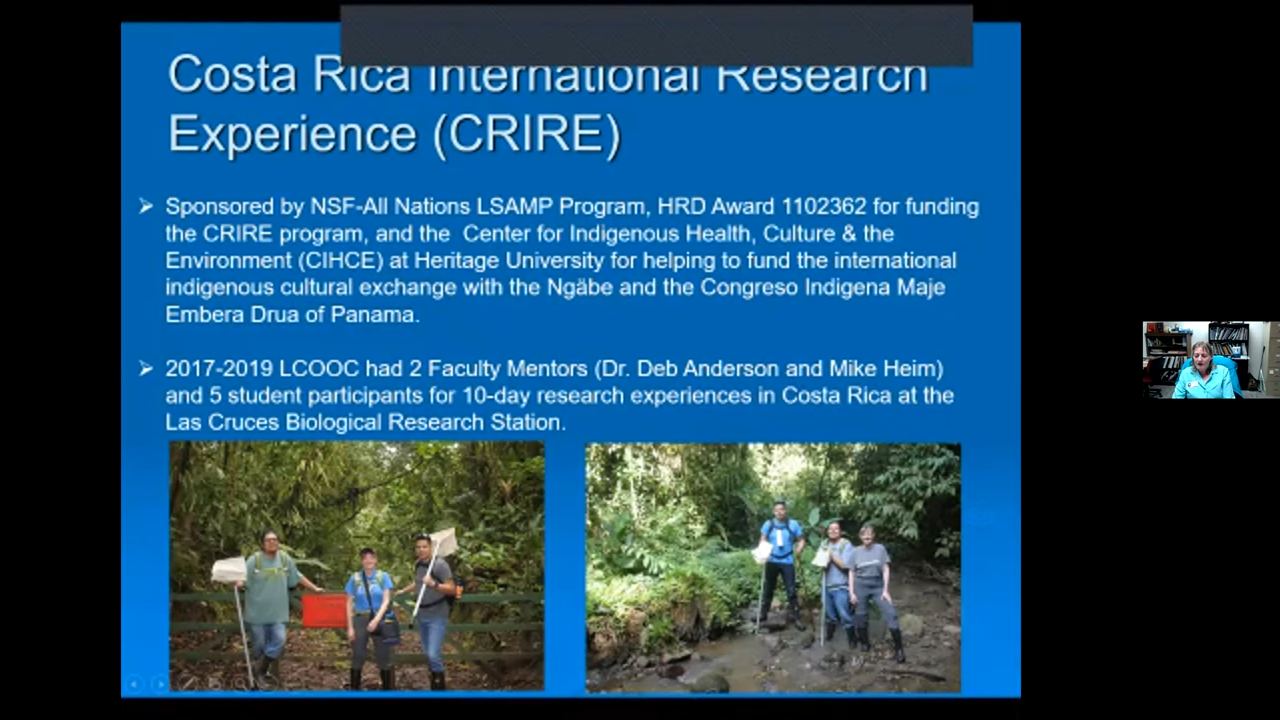 Costa Rica International Research
Experience (CRIRE)
Sponsored by NSF-All Nations LSAMP Program, HRD Award 1102362 for funding
the CRIRE program, and the Center for Indigenous Health, Culture & the
Environment (CIHCE) at Heritage University for helping to fund the international
indigenous cultural exchange with the Ngäbe and the Congreso Indigena Maje
Embera Drua of Panama.
2017-2019 LCOOC had 2 Faculty Mentors (Dr. Deb Anderson and Mike Heim)
and 5 student participants for 10-day research experiences in Costa Rica at the
Las Cruces Biological Research Station.